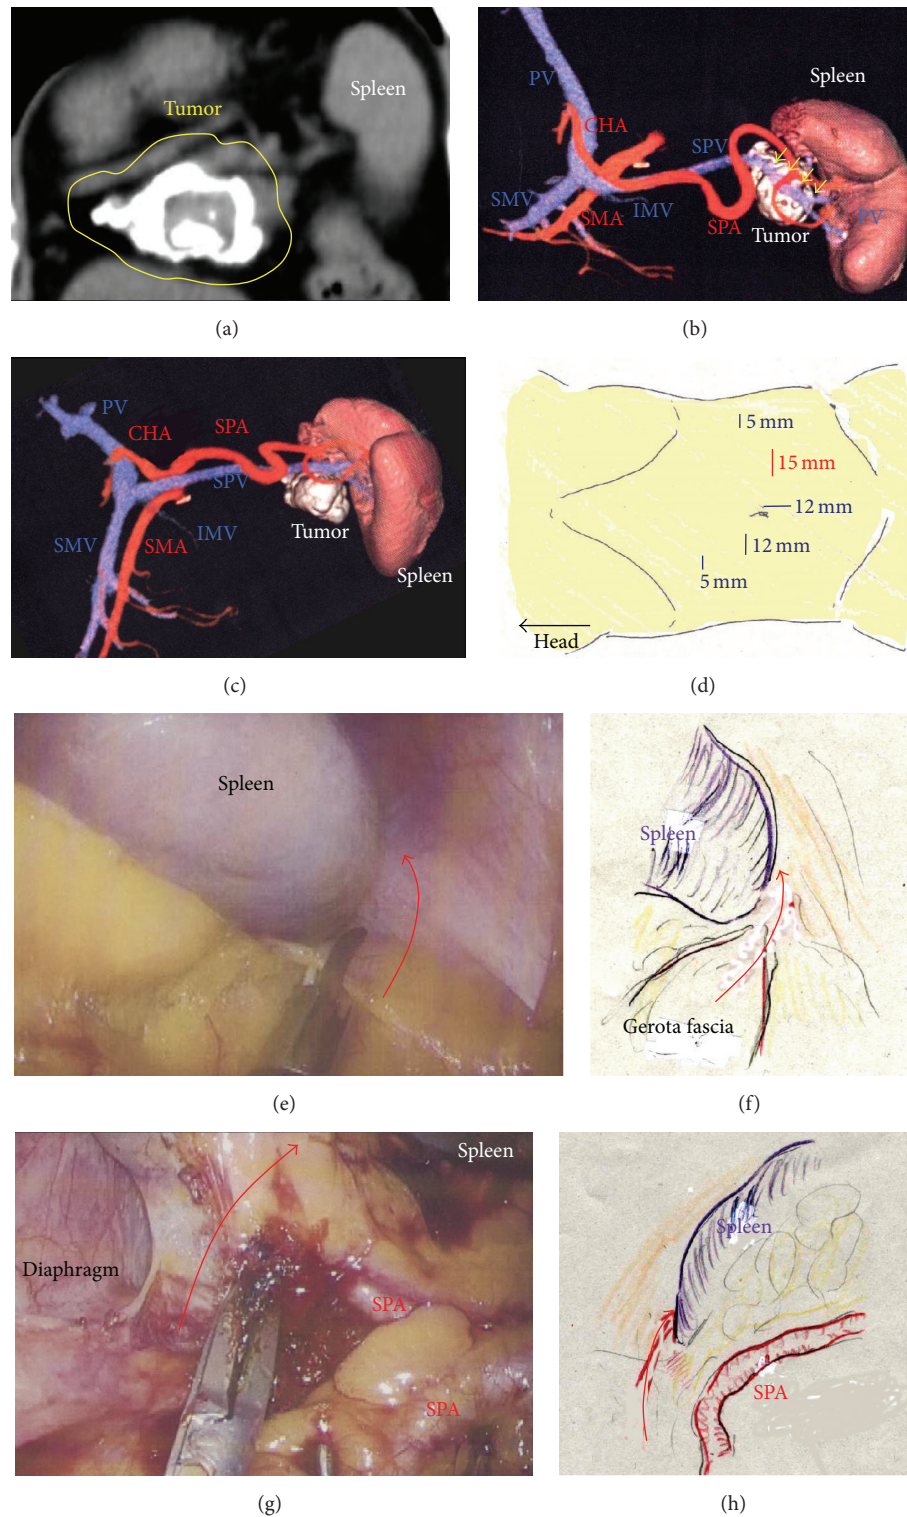 Spleen
Tumor
(a)
PV
Spleen
CHA
SPV
SMV
IMV
SMA
SPA
PV
Tumor
(b)
PV
CHA
SPA
SPV
IMV
Tumor
SMV
SMA
Spleen
(c)
5 mm
15 mm
12 mm
12 mm
5 mm
Head
(d)
Spleen
(e)
Spleen
Gerota fascia
(f)
Spleen
Diaphragm
SPA
SPA
(g)
Spleen
SPA
(h)